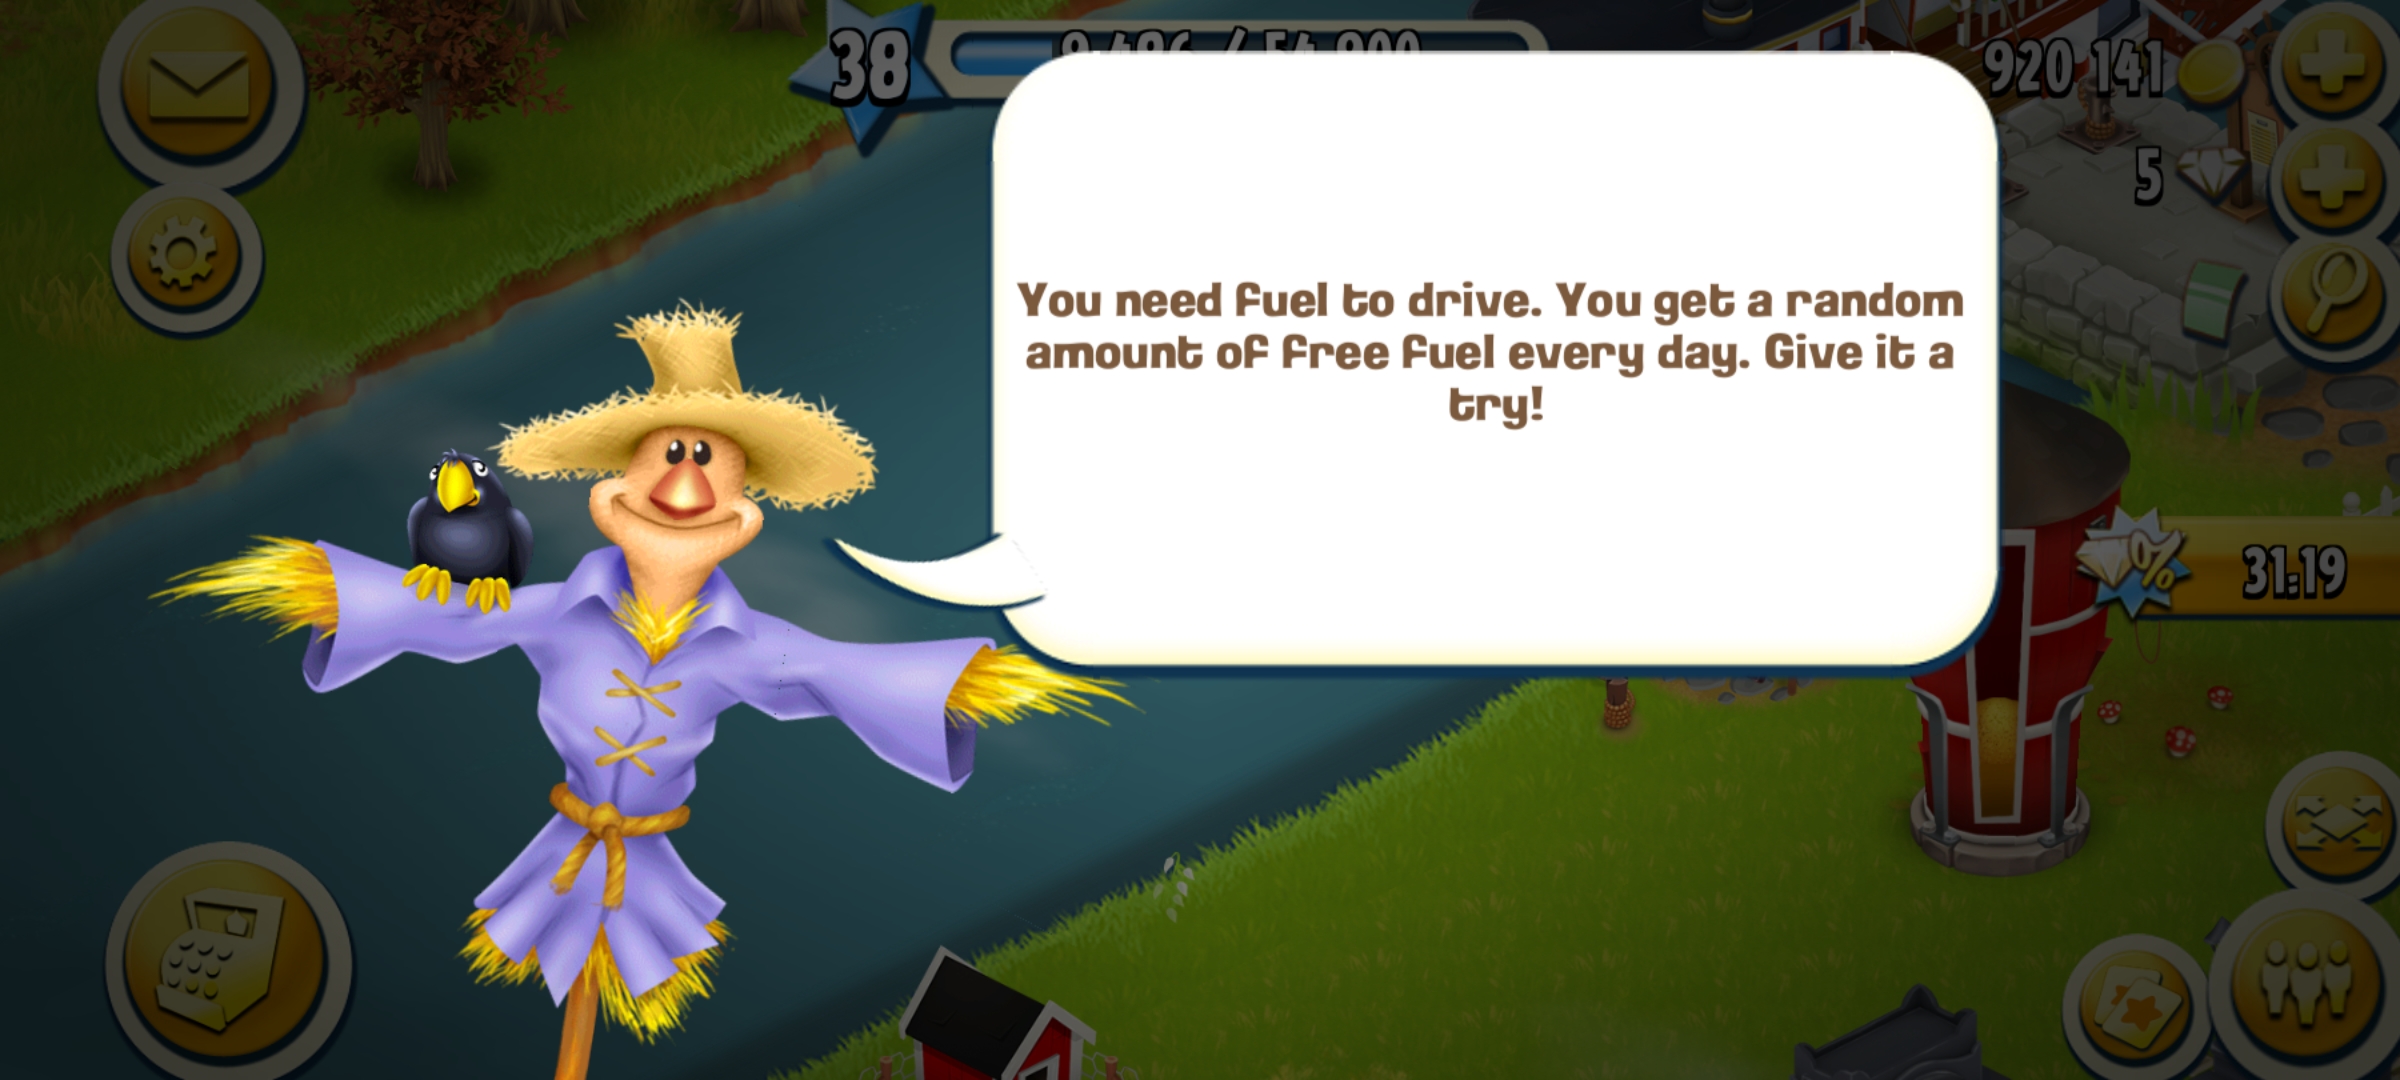 38
920 141
5
You need fuel to drive. You get a random
amount of free fuel every day. Give it a
try!
%
31:19